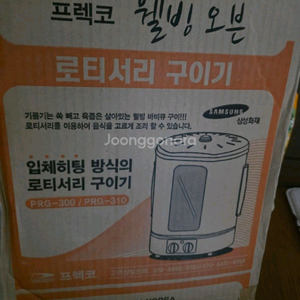 프렉코 웰빙 오븐
로티서리 구이기
기름기는 쏙 빼고 육즙은 살아있는 웰빙 바비큐 구이!!!
로티서리를 이용하여 음식을 고르게 조리 할 수 있습니다.
SAMSUNG
삼성화재
Joonggonara
입체히팅 방식의
로티서리 구이기
PRG-300 / PRG-310
프렉코